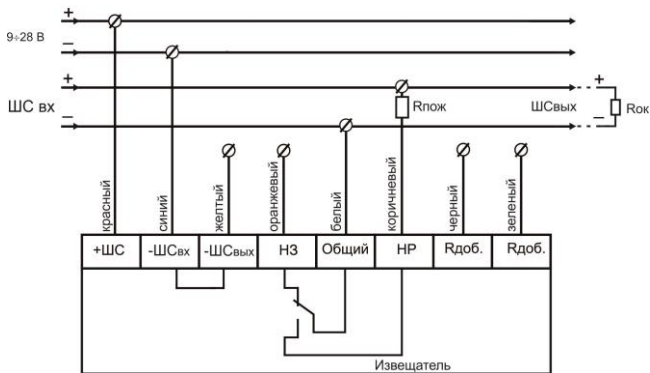 +
9÷28 В
−
+
ШС вх
−
Rпож
ШСвых
+
−
Rок
красный
синий
желтый
оранжевый
белый
коричневый
черный
зеленый
+ШС
-ШСвх
-ШСвых
НЗ
Общий
НР
Rдоб.
Rдоб.
Извещатель